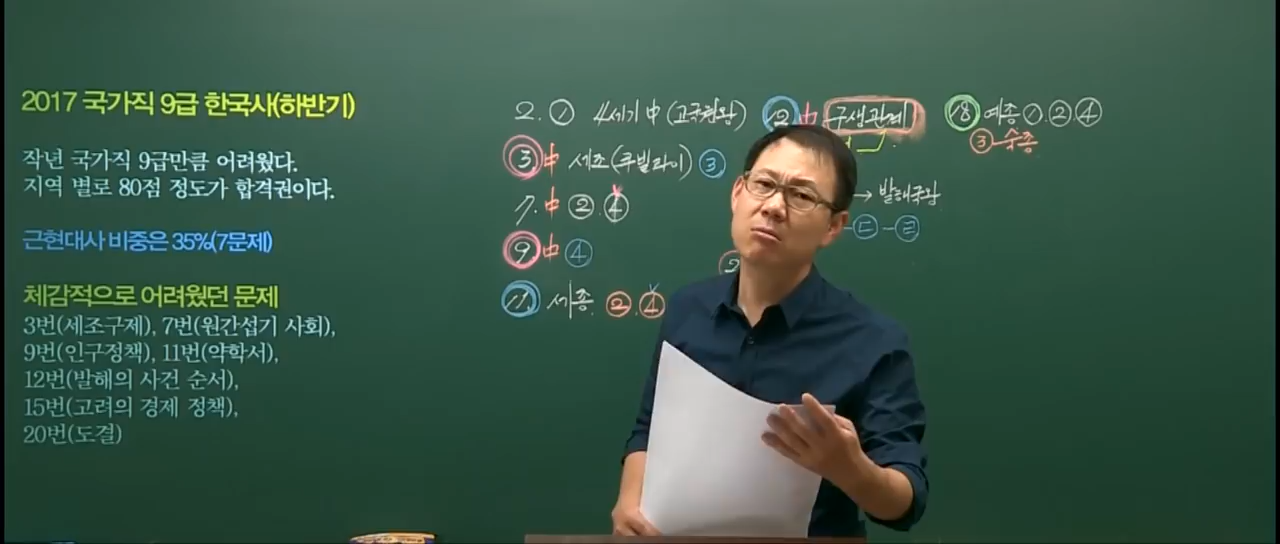 2017 국가직 9급 한국사(하반기)
작년 국가직 9급만큼 어려웠다.
지역 별로 80점 정도가 합격권이다.
근현대사 비중은 35%(7문제)
체감적으로 어려웠던 문제
3번(세조구제), 7번(원간섭기 사회),
9번(인구정책), 11번(약학서),
12번(발해의 사건 순서),
15번(고려의 경제 정책),
20번(도결)
2. ① 4세기 中 (고국원왕)
③. 中 세조(쿠빌라이) ③
7. 中 ②.④
⑨ 中 ④
⑪. 세종. ②.④
⑫ 中 구생관계
→ 발해국왕
-㉢-㉣
⑱ 예종 ①.②④
③-숙종